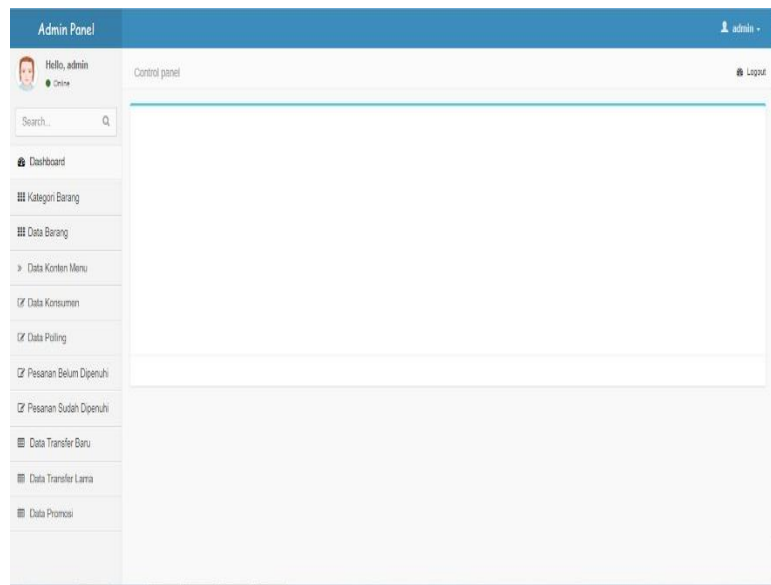 Admin Panel
admin
Hello, admin
Online
Control panel
Logout
Search...
Dashboard
Kategori Barang
Data Barang
» Data Konten Menu
Data Konsumen
Data Polling
Pesanan Belum Dipenuhi
Pesanan Sudah Dipenuhi
Data Transfer Baru
Data Transfer Lama
Data Promosi